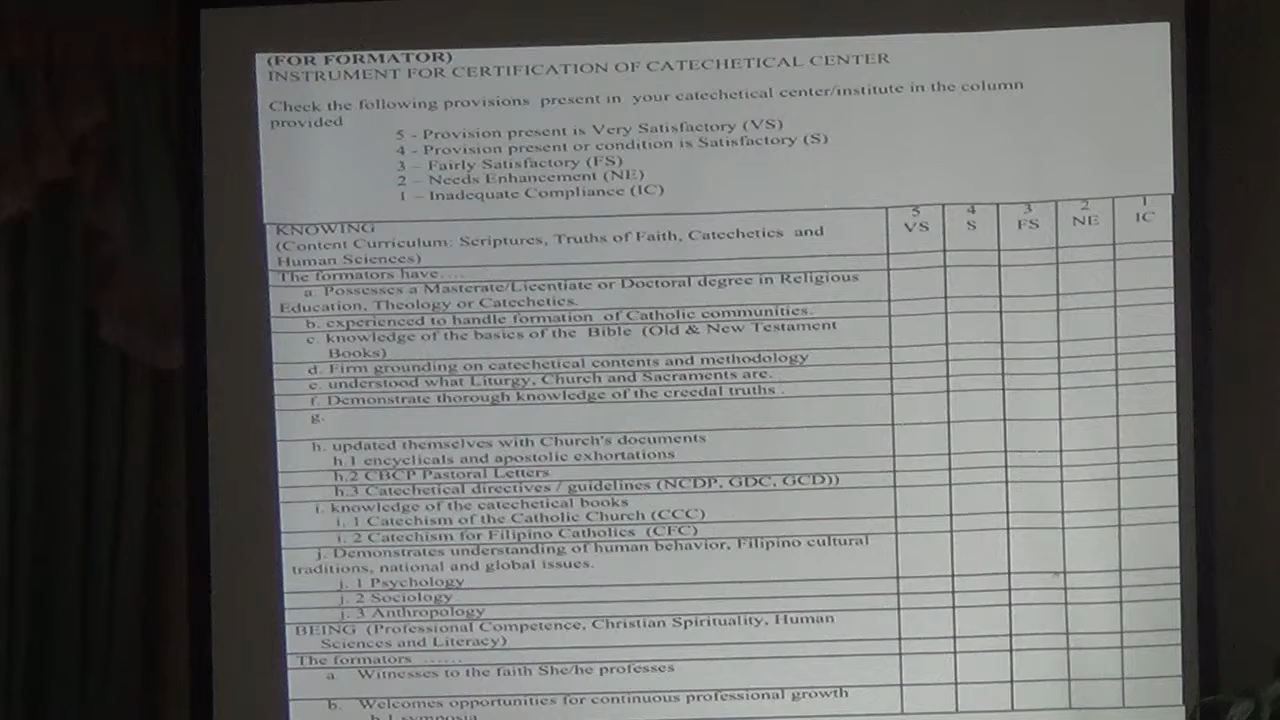 (FOR FORMATOR)
INSTRUMENT FOR CERTIFICATION OF CATECHETICAL CENTER
Check the following provisions present in your catechetical center/institute in the column
provided
5 - Provision present is Very Satisfactory (VS)
4 - Provision present or condition is Satisfactory (S)
3 – Fairly Satisfactory (FS)
2 – Needs Enhancement (NE)
1 – Inadequate Compliance (IC)
KNOWING 5 4 3 2 1
(Content Curriculum: Scriptures, Truths of Faith, Catechetics and VS S FS NE IC
Human Sciences)
The formators have....
a. Possesses a Masterate/Licentiate or Doctoral degree in Religious
Education, Theology or Catechetics.
b. experienced to handle formation of Catholic communities.
c. knowledge of the basics of the Bible (Old & New Testament
Books)
d. Firm grounding on catechetical contents and methodology
e. understood what Liturgy, Church and Sacraments are.
f. Demonstrate thorough knowledge of the creedal truths .
g.
h. updated themselves with Church's documents
h.1 encyclicals and apostolic exhortations
h.2 CBCP Pastoral Letters
h.3 Catechetical directives / guidelines (NCDP, GDC, GCD))
i. knowledge of the catechetical books
i. 1 Catechism of the Catholic Church (CCC)
i. 2 Catechism for Filipino Catholics (CFC)
j. Demonstrates understanding of human behavior, Filipino cultural
traditions, national and global issues.
j. 1 Psychology
j. 2 Sociology
j. 3 Anthropology
BEING (Professional Competence, Christian Spirituality, Human
Sciences and Literacy)
The formators ......
a. Witnesses to the faith She/he professes
b. Welcomes opportunities for continuous professional growth
b.1 symposia